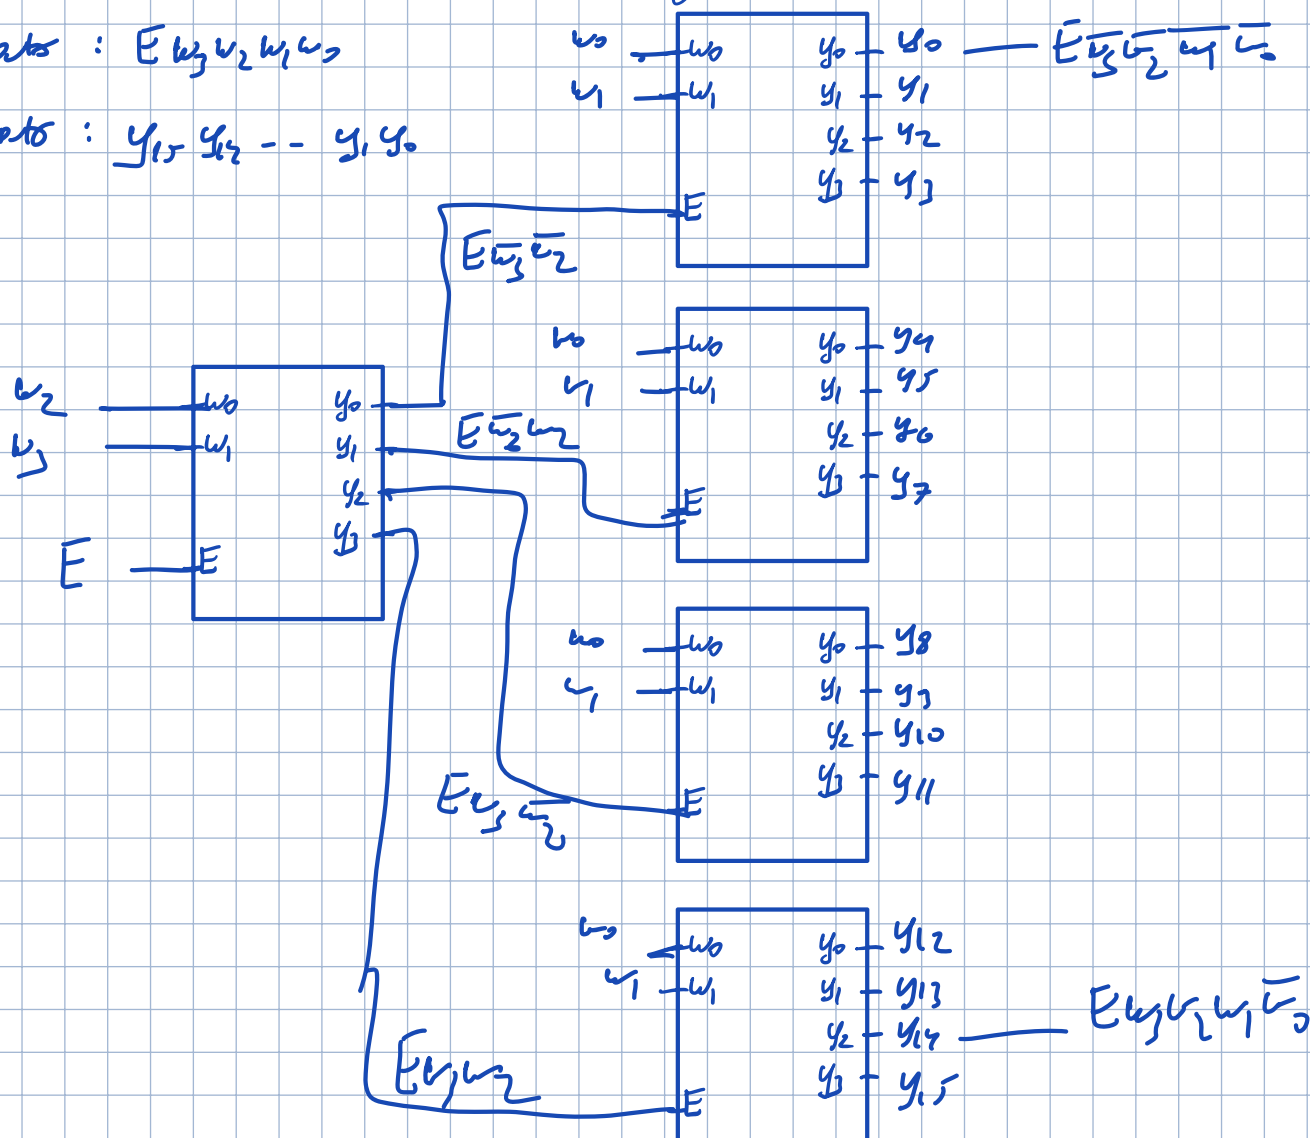 : E w₃ w₂ w₁ w₀
: y₁₅ y₁₄ -- y₁ y₀
w₀ w₀ y₀ y₀ E w̅₃ w̅₂ w̅₁ w̅₀
w₁ w₁ y₁ y₁
y₂ y₂
y₃ y₃
E
E w̅₃ w̅₂
w₀ w₀ y₀ y₄
w₁ w₁ y₁ y₅
y₂ y₆
y₃ y₇
E
w₂ w₀ y₀
w₃ w₁ y₁
y₂
y₃
E E
E w̅₂ w₂
w₀ w₀ y₀ y₈
w₁ w₁ y₁ y₉
y₂ y₁₀
y₃ y₁₁
E
E w₃ w̅₂
w₀ w₀ y₀ y₁₂
w₁ w₁ y₁ y₁₃
y₂ y₁₄ E w₃ w₂ w₁ w̅₀
y₃ y₁₅
E
E w₃ w₂